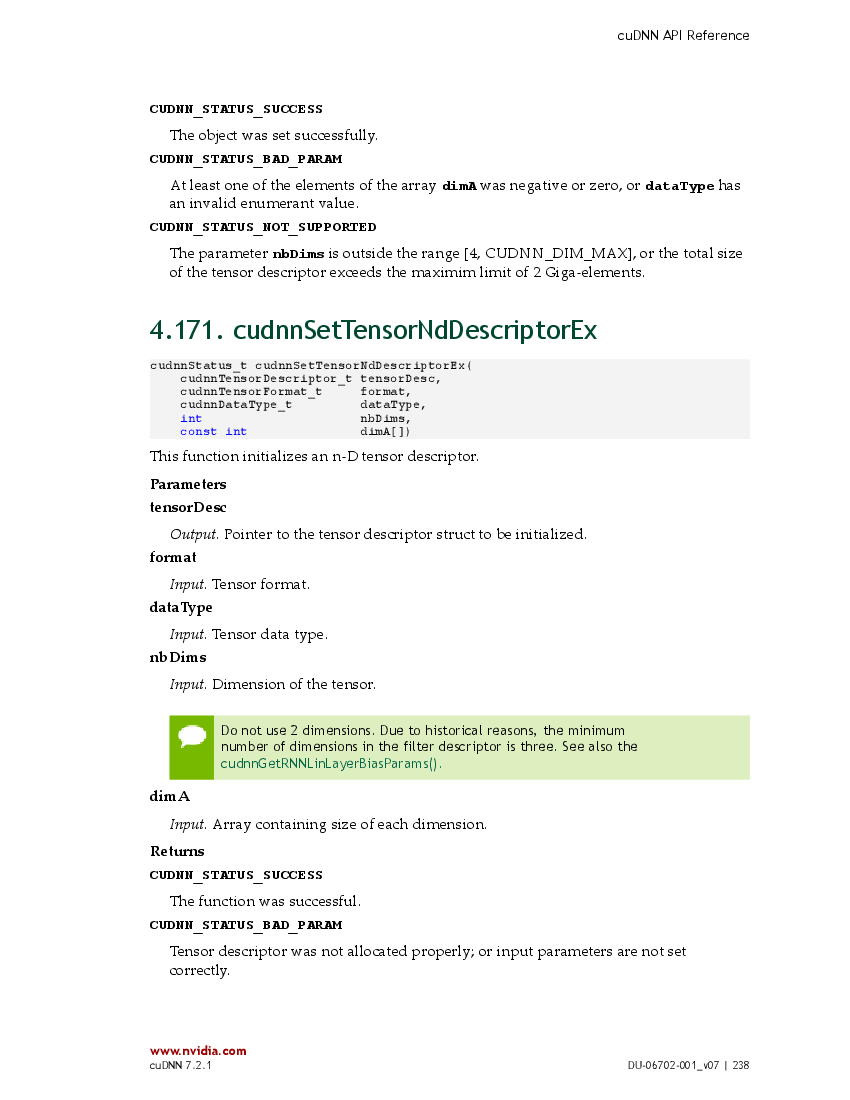 cuDNN API Reference
CUDNN_STATUS_SUCCESS
The object was set successfully.
CUDNN_STATUS_BAD_PARAM
At least one of the elements of the array dimA was negative or zero, or dataType has
an invalid enumerant value.
CUDNN_STATUS_NOT_SUPPORTED
The parameter nbDims is outside the range [4, CUDNN_DIM_MAX], or the total size
of the tensor descriptor exceeds the maximim limit of 2 Giga-elements.
4.171. cudnnSetTensorNdDescriptorEx
cudnnStatus_t cudnnSetTensorNdDescriptorEx(
cudnnTensorDescriptor_t tensorDesc,
cudnnTensorFormat_t format,
cudnnDataType_t dataType,
int nbDims,
const int dimA[])
This function initializes an n-D tensor descriptor.
Parameters
tensorDesc
Output. Pointer to the tensor descriptor struct to be initialized.
format
Input. Tensor format.
dataType
Input. Tensor data type.
nbDims
Input. Dimension of the tensor.
Do not use 2 dimensions. Due to historical reasons, the minimum
number of dimensions in the filter descriptor is three. See also the
cudnnGetRNNLinLayerBiasParams().
dimA
Input. Array containing size of each dimension.
Returns
CUDNN_STATUS_SUCCESS
The function was successful.
CUDNN_STATUS_BAD_PARAM
Tensor descriptor was not allocated properly; or input parameters are not set
correctly.
www.nvidia.com
cuDNN 7.2.1 DU-06702-001_v07 | 238